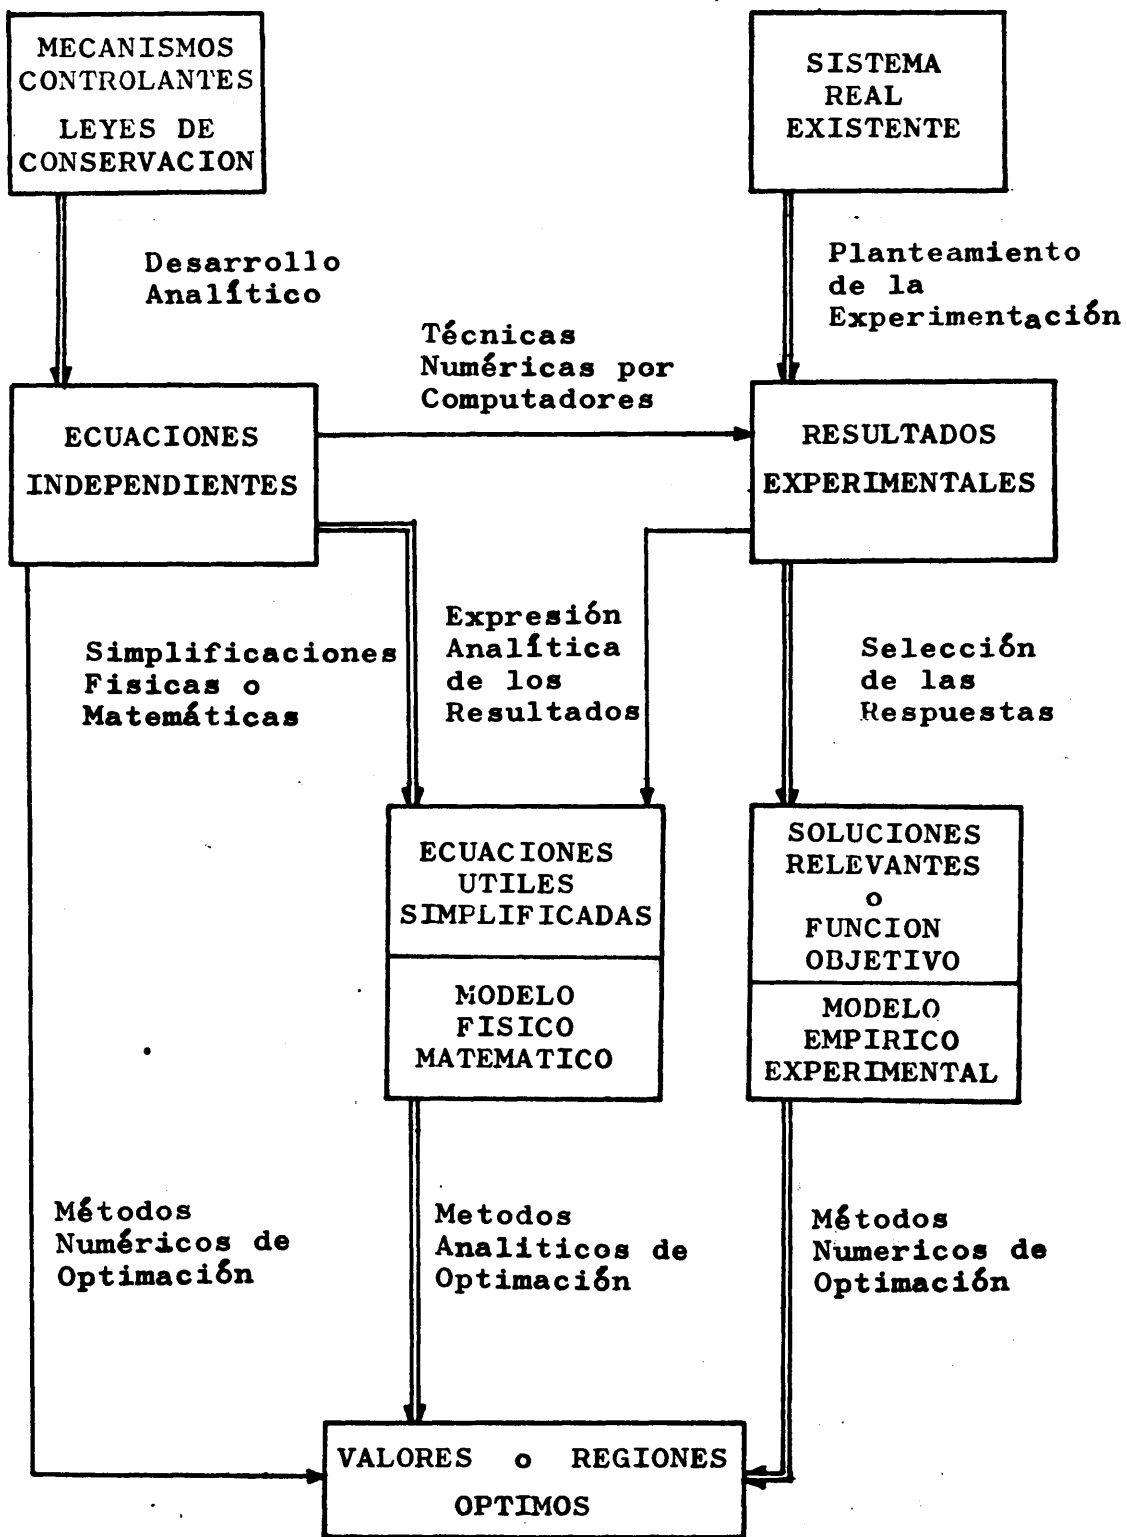 MECANISMOS
CONTROLANTES
LEYES DE
CONSERVACION
SISTEMA
REAL
EXISTENTE
Desarrollo
Analítico
Planteamiento
de la
Experimentación
Técnicas
Numéricas por
Computadores
ECUACIONES
INDEPENDIENTES
RESULTADOS
EXPERIMENTALES
Simplificaciones
Fisicas o
Matemáticas
Expresión
Analítica
de los
Resultados
Selección
de las
Respuestas
ECUACIONES
UTILES
SIMPLIFICADAS
MODELO
FISICO
MATEMATICO
SOLUCIONES
RELEVANTES
o
FUNCION
OBJETIVO
MODELO
EMPIRICO
EXPERIMENTAL
Métodos
Numéricos de
Optimación
Metodos
Analiticos de
Optimación
Métodos
Numericos de
Optimación
VALORES o REGIONES
OPTIMOS